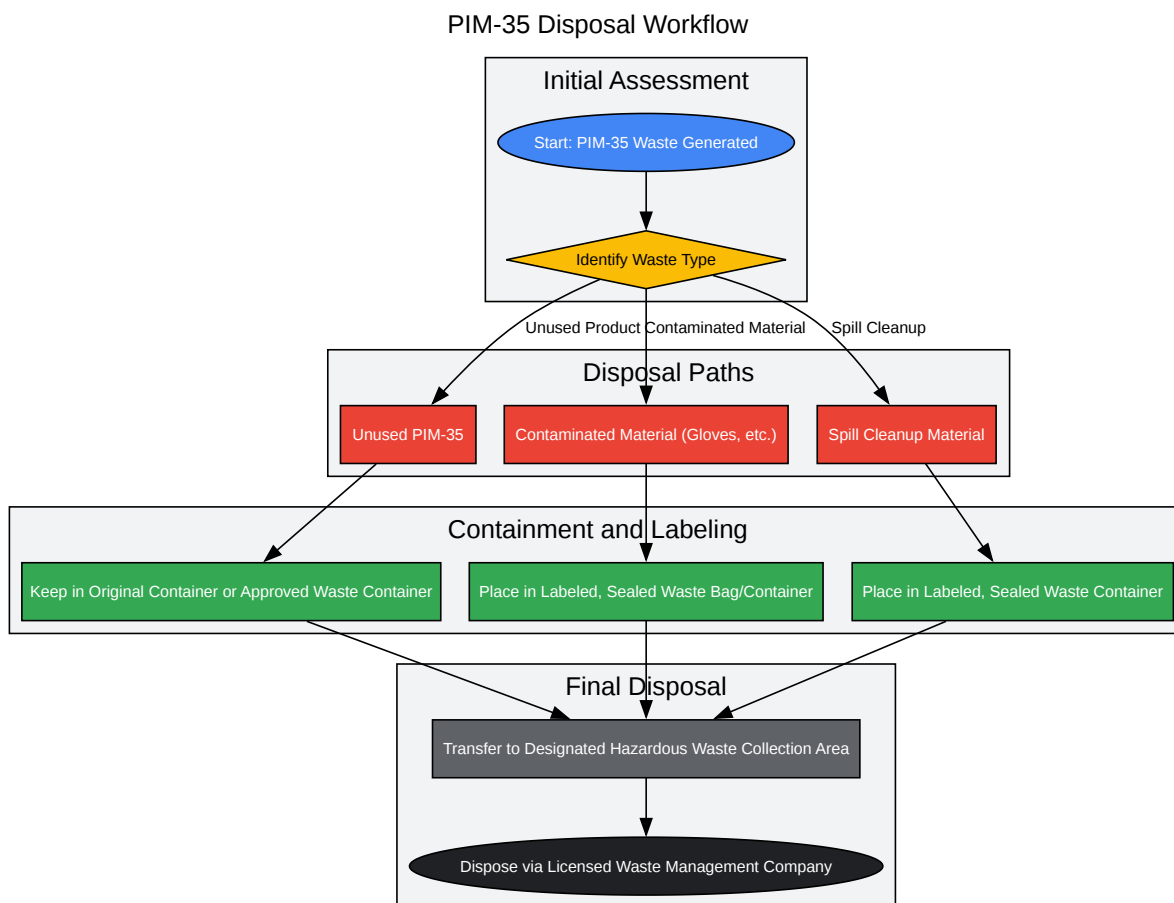 PIM-35 Disposal Workflow
Initial Assessment
Start: PIM-35 Waste Generated
Identify Waste Type
Unused Product
Contaminated Material
Spill Cleanup
Disposal Paths
Unused PIM-35
Contaminated Material (Gloves, etc.)
Spill Cleanup Material
Containment and Labeling
Keep in Original Container or Approved Waste Container
Place in Labeled, Sealed Waste Bag/Container
Place in Labeled, Sealed Waste Container
Final Disposal
Transfer to Designated Hazardous Waste Collection Area
Dispose via Licensed Waste Management Company